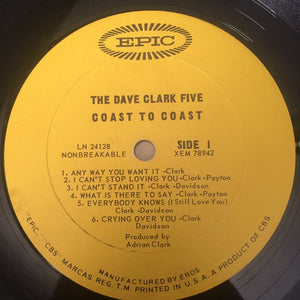 EPIC
THE DAVE CLARK FIVE
COAST TO COAST
LN 24128 SIDE 1
NONBREAKABLE XEM 78942
1. ANY WAY YOU WANT IT -Clark
2. I CAN'T STOP LOVING YOU -Clark-Payton
3. I CAN'T STAND IT -Clark-Davidson
4. WHAT IS THERE TO SAY -Clark-Payton
5. EVERYBODY KNOWS (I Still Love You)
Clark - Davidson
6. CRYING OVER YOU -Clark
Davidson
Produced by
Adrian Clark
MANUFACTURED BY EROS
"EPIC," "CBS" MARCAS REG. T.M. PRINTED IN U.S.A. A PRODUCT OF CBS